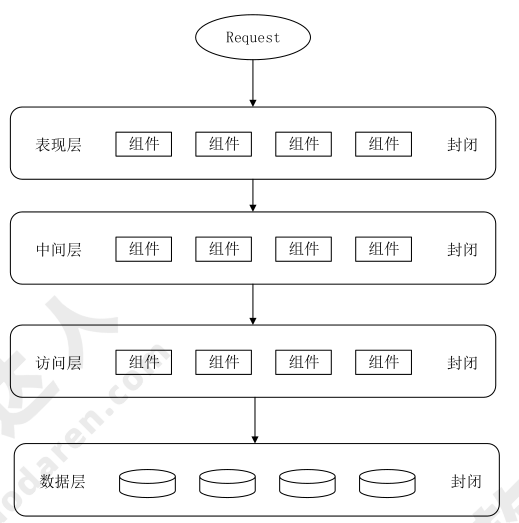 Request
表现层 组件 组件 组件 组件 封闭
中间层 组件 组件 组件 组件 封闭
访问层 组件 组件 组件 组件 封闭
数据层 封闭